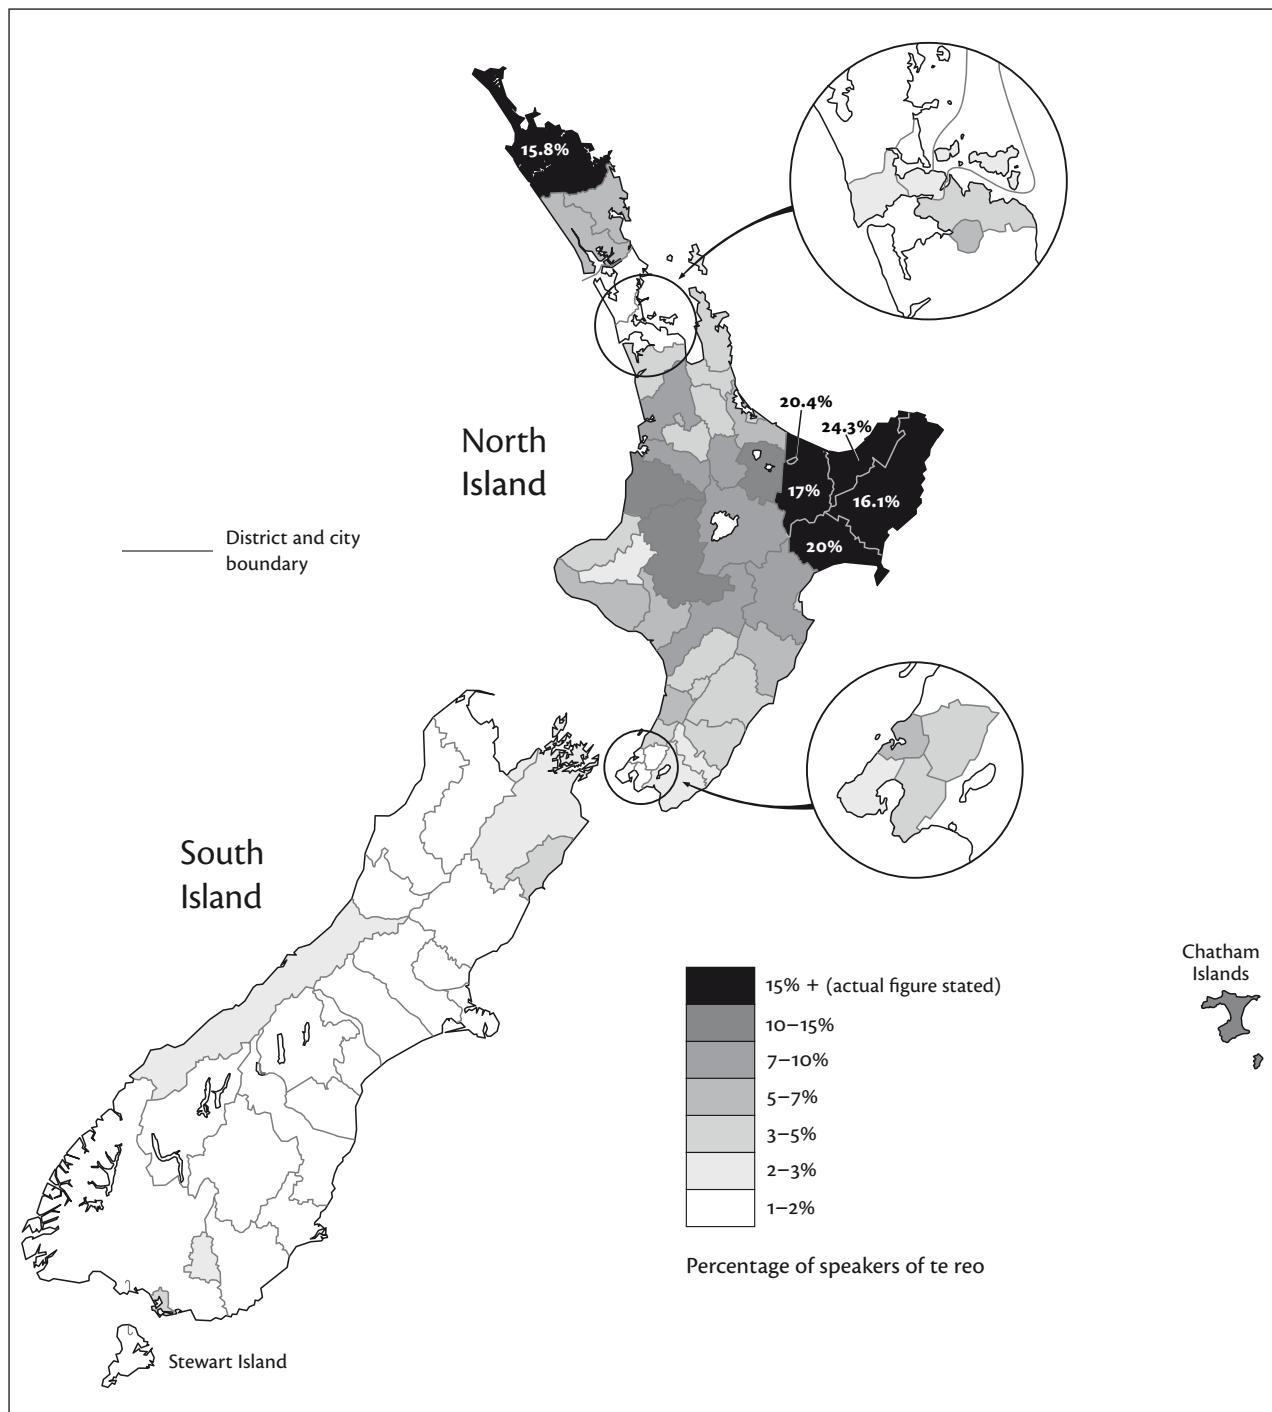 15.8%
20.4%
24.3%
North
Island
17%
16.1%
District and city
boundary
20%
South
Island
Chatham
Islands
15% + (actual figure stated)
10–15%
7–10%
5–7%
3–5%
2–3%
1–2%
Percentage of speakers of te reo
Stewart Island